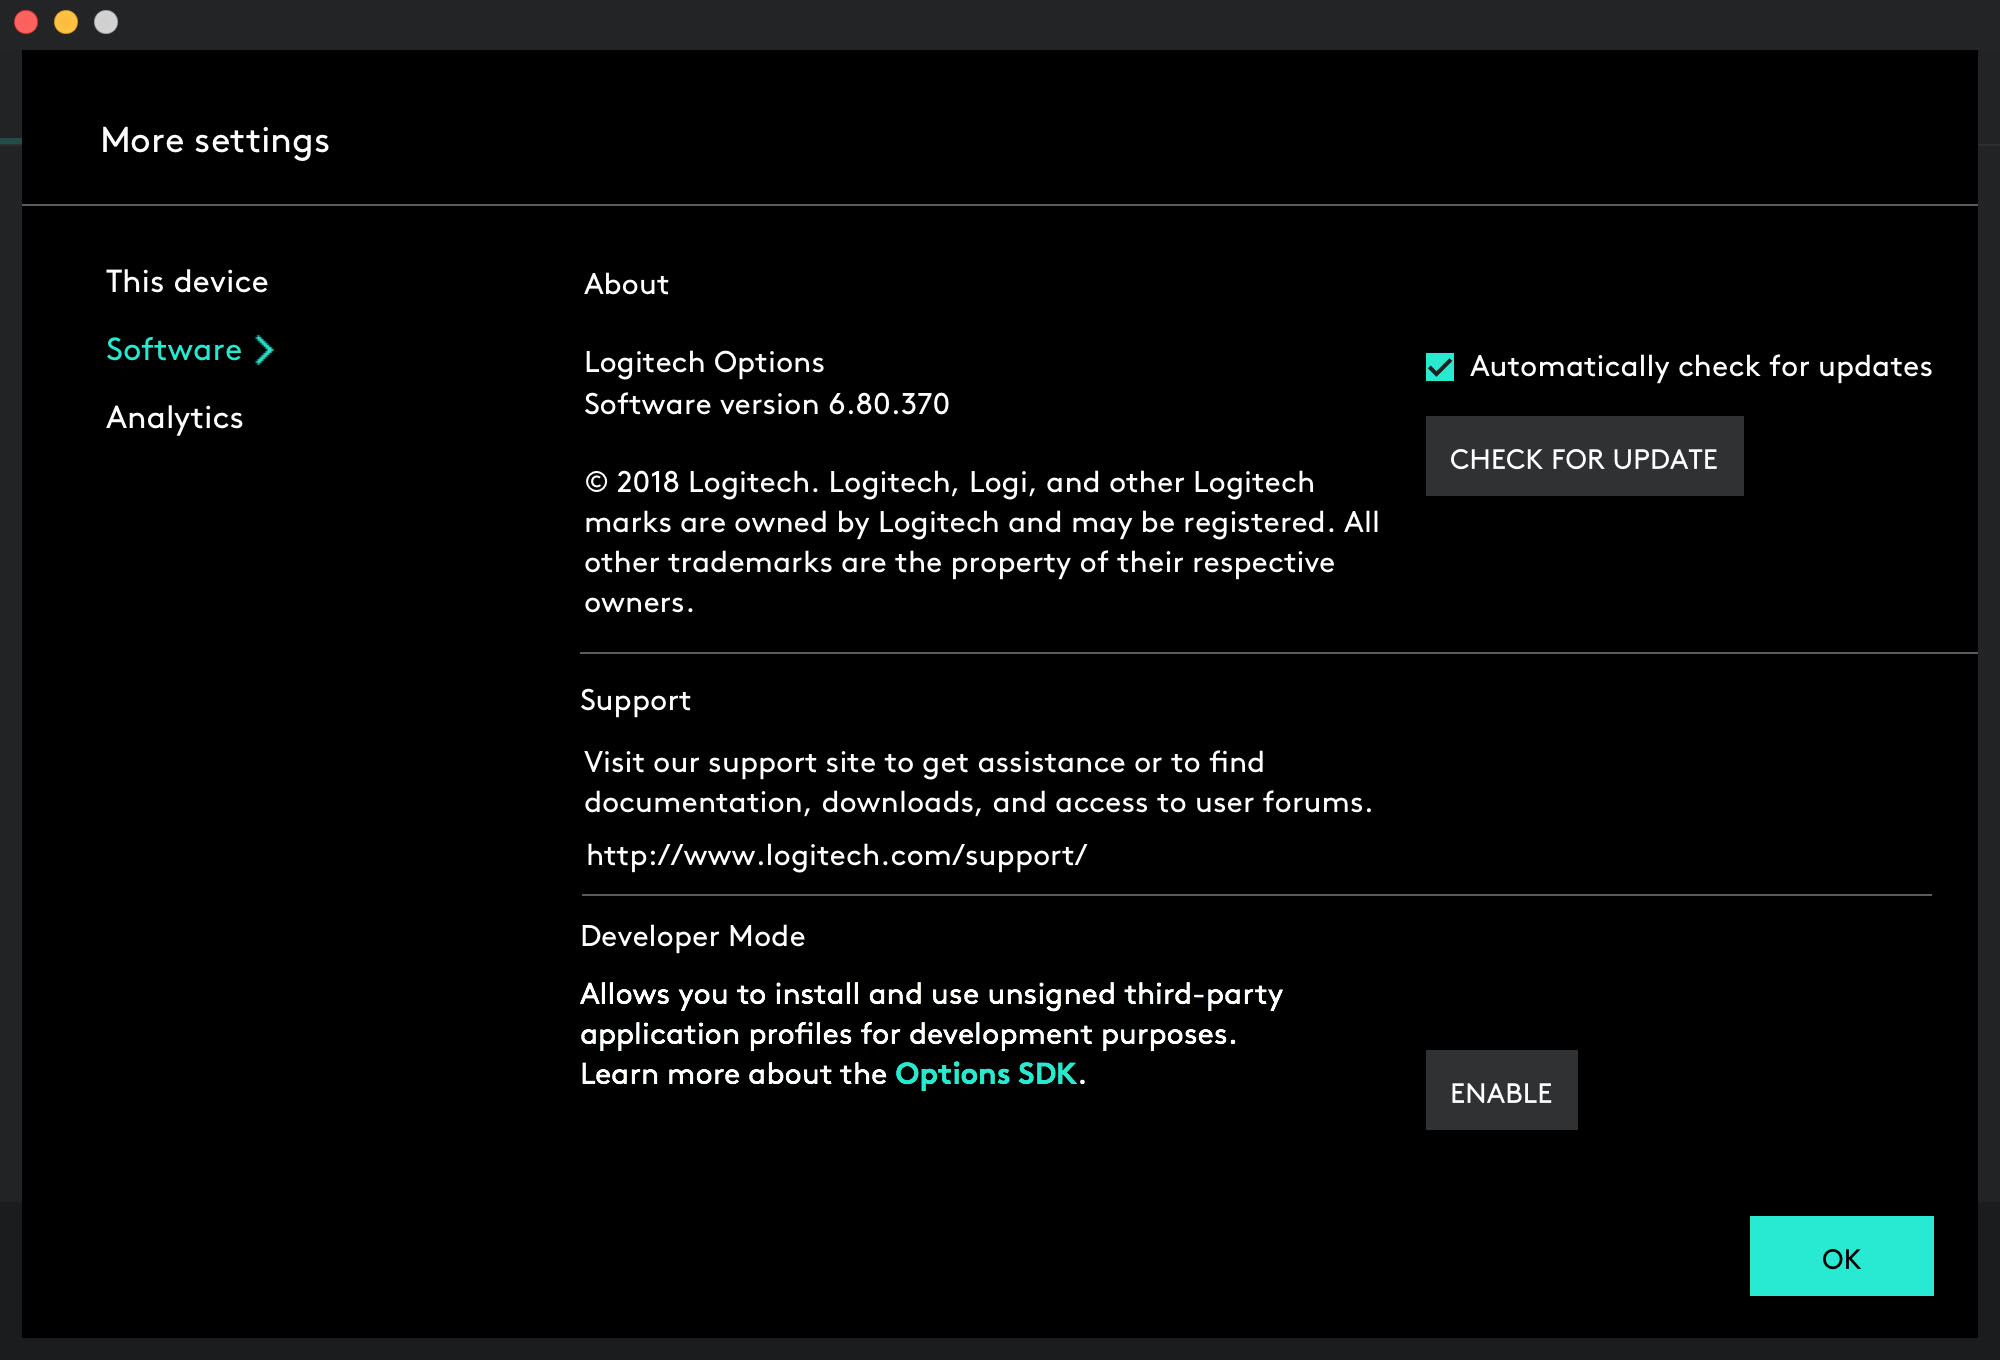 More settings
This device
Software
Analytics
About
Logitech Options
Software version 6.80.370
© 2018 Logitech. Logitech, Logi, and other Logitech
marks are owned by Logitech and may be registered. All
other trademarks are the property of their respective
owners.
Automatically check for updates
CHECK FOR UPDATE
Support
Visit our support site to get assistance or to find
documentation, downloads, and access to user forums.
http://www.logitech.com/support/
Developer Mode
Allows you to install and use unsigned third-party
application profiles for development purposes.
Learn more about the Options SDK.
ENABLE
OK